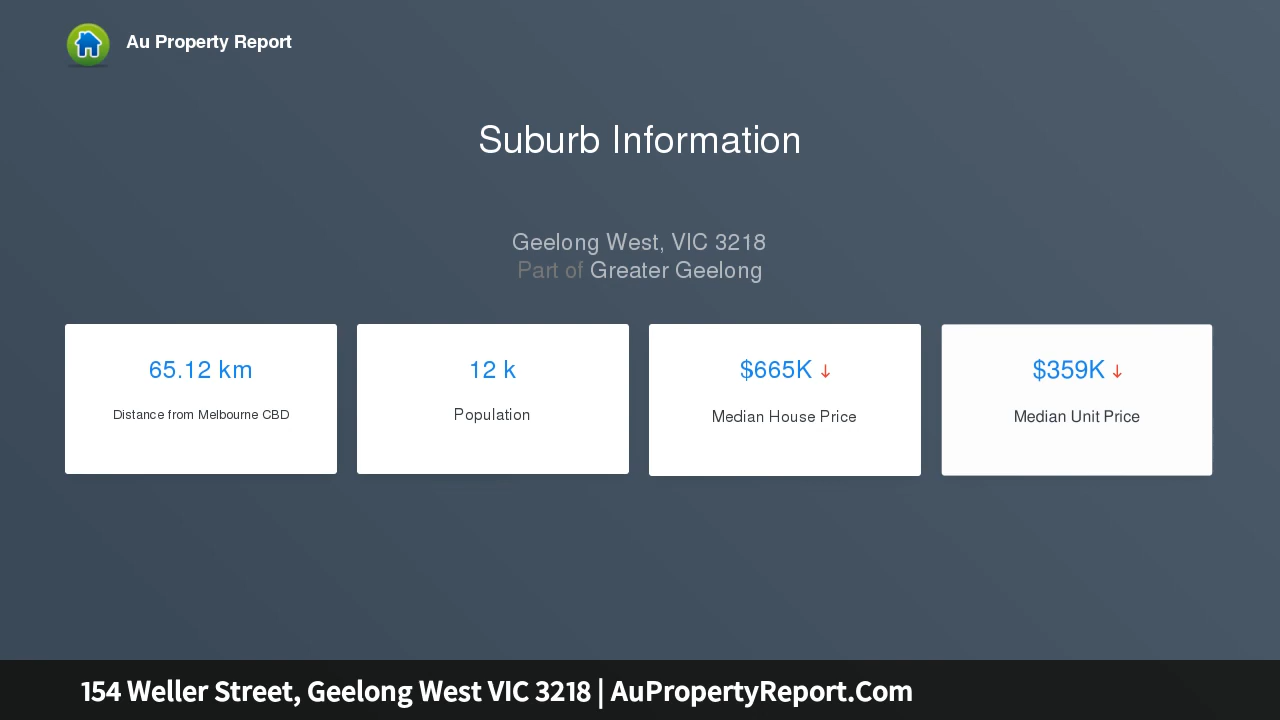 Au Property Report
Suburb Information
Geelong West, VIC 3218
Part of Greater Geelong
65.12 km
Distance from Melbourne CBD
12 k
Population
$665K ↓
Median House Price
$359K ↓
Median Unit Price
154 Weller Street, Geelong West VIC 3218 | AuPropertyReport.Com